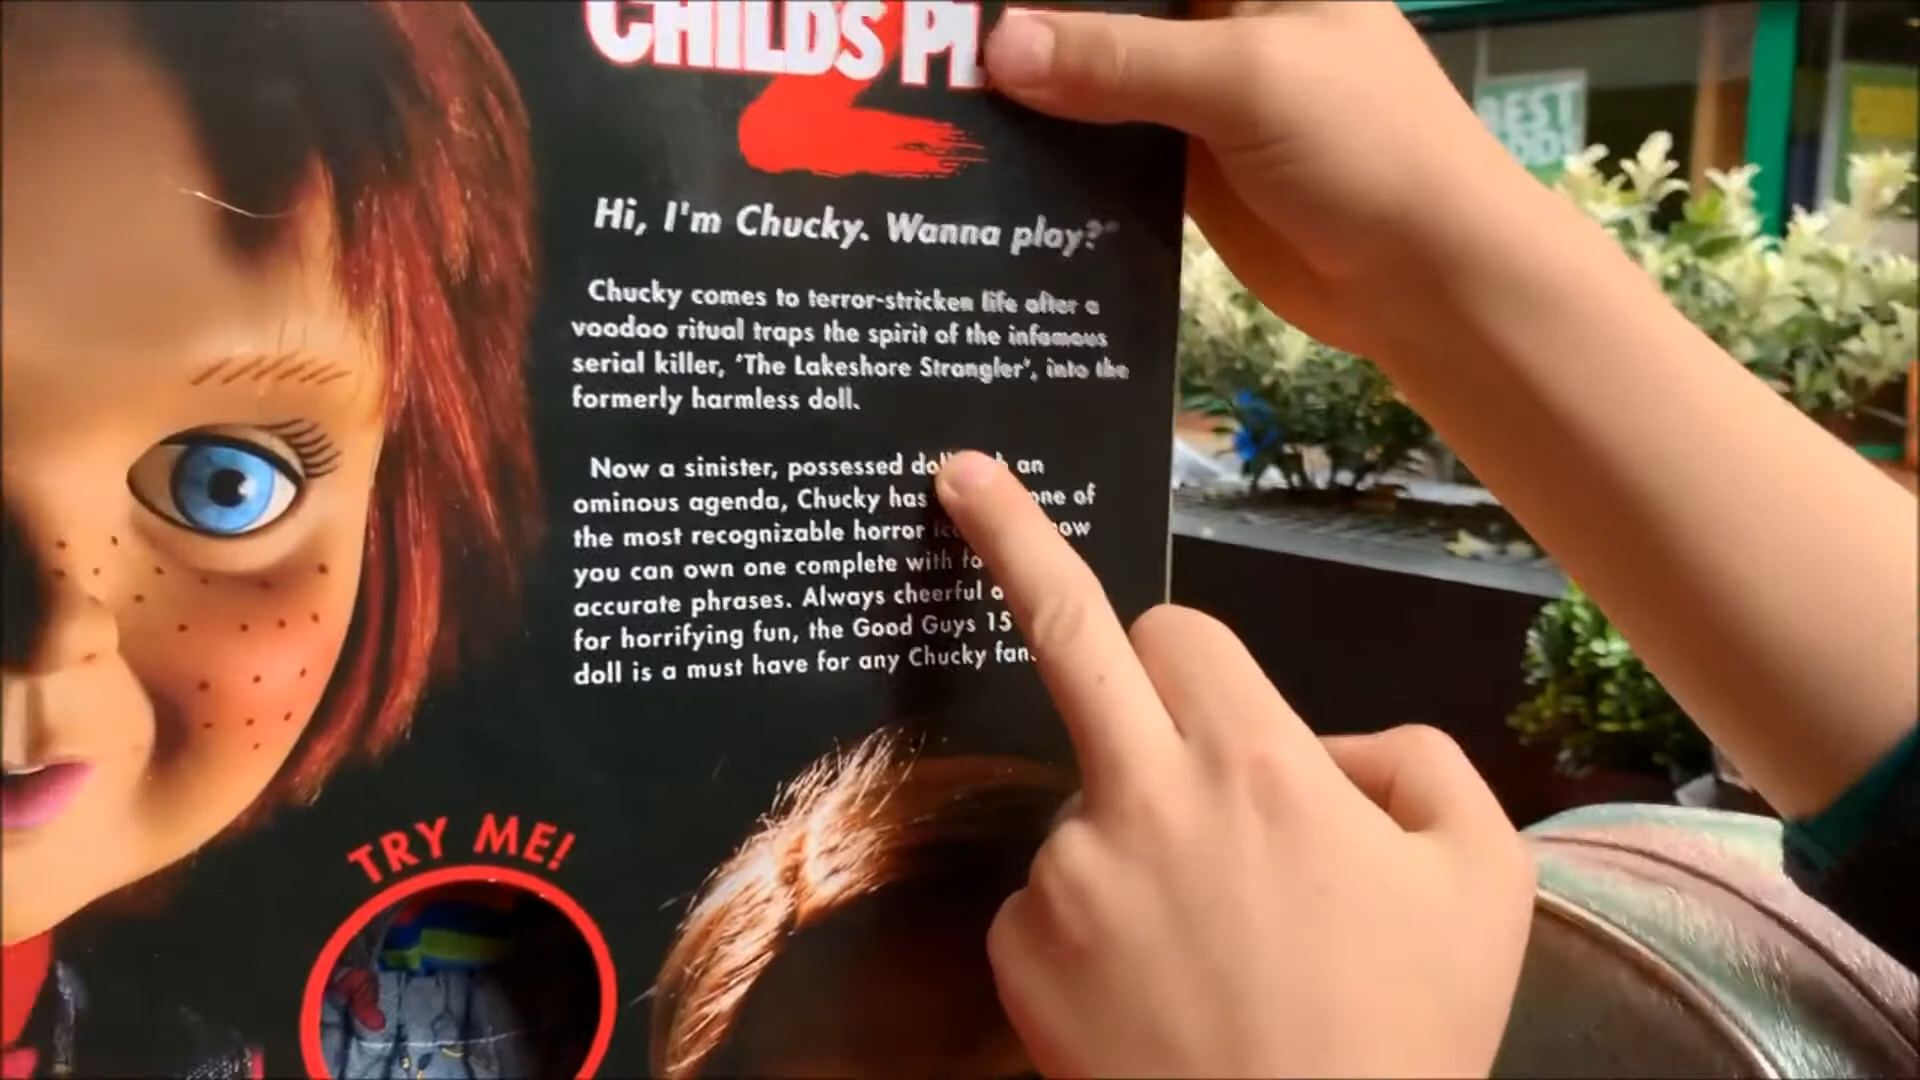 CHILD'S PL
2
Hi, I'm Chucky. Wanna play?"
Chucky comes to terror-stricken life after a
voodoo ritual traps the spirit of the infamous
serial killer, 'The Lakeshore Strangler', into the
formerly harmless doll.
Now a sinister, possessed an
ominous agenda, Chucky has one of
the most recognizable horror
you can own one complete with
accurate phrases. Always cheerful
for horrifying fun, the Good Guys 15
doll is a must have for any Chucky fan.
TRY ME!
BEST